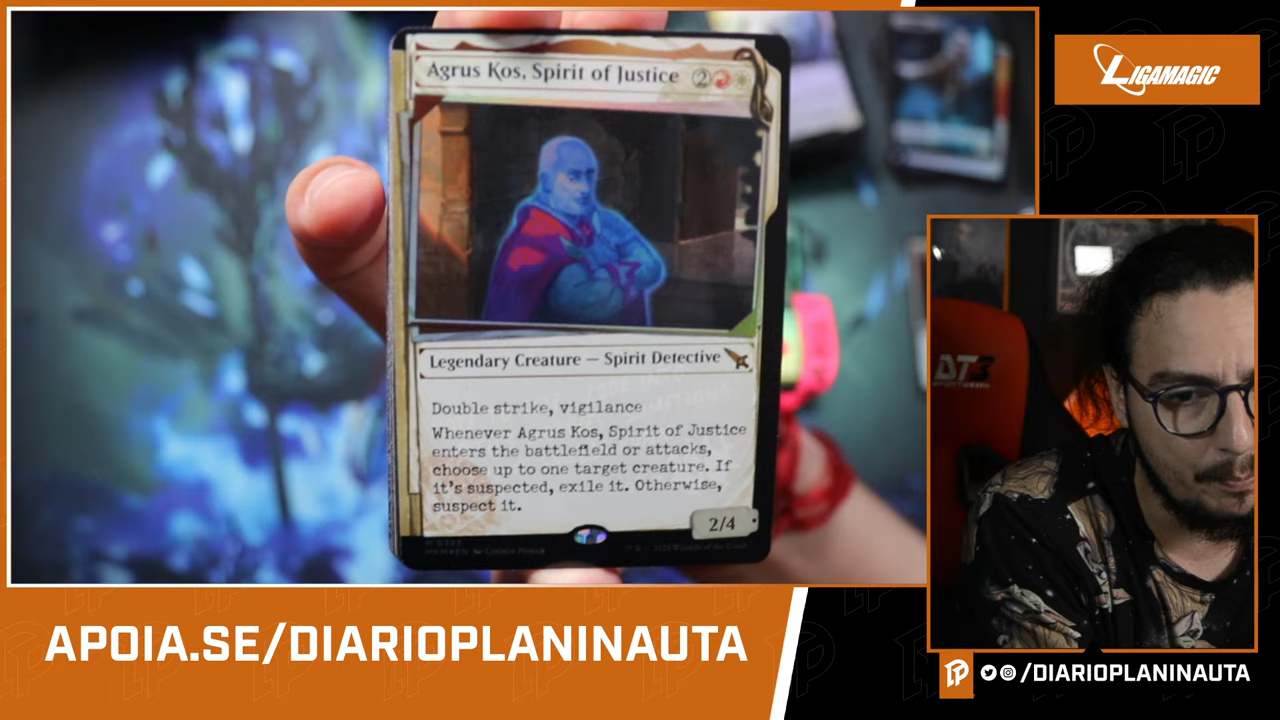 Agrus Kos, Spirit of Justice 2
Legendary Creature — Spirit Detective
Double strike, vigilance
Whenever Agrus Kos, Spirit of Justice
enters the battlefield or attacks,
choose up to one target creature. If
it's suspected, exile it. Otherwise,
suspect it.
2/4
LIGAMAGIC
DT3
APOIA.SE/DIARIOPLANINAUTA
/DIARIOPLANINAUTA